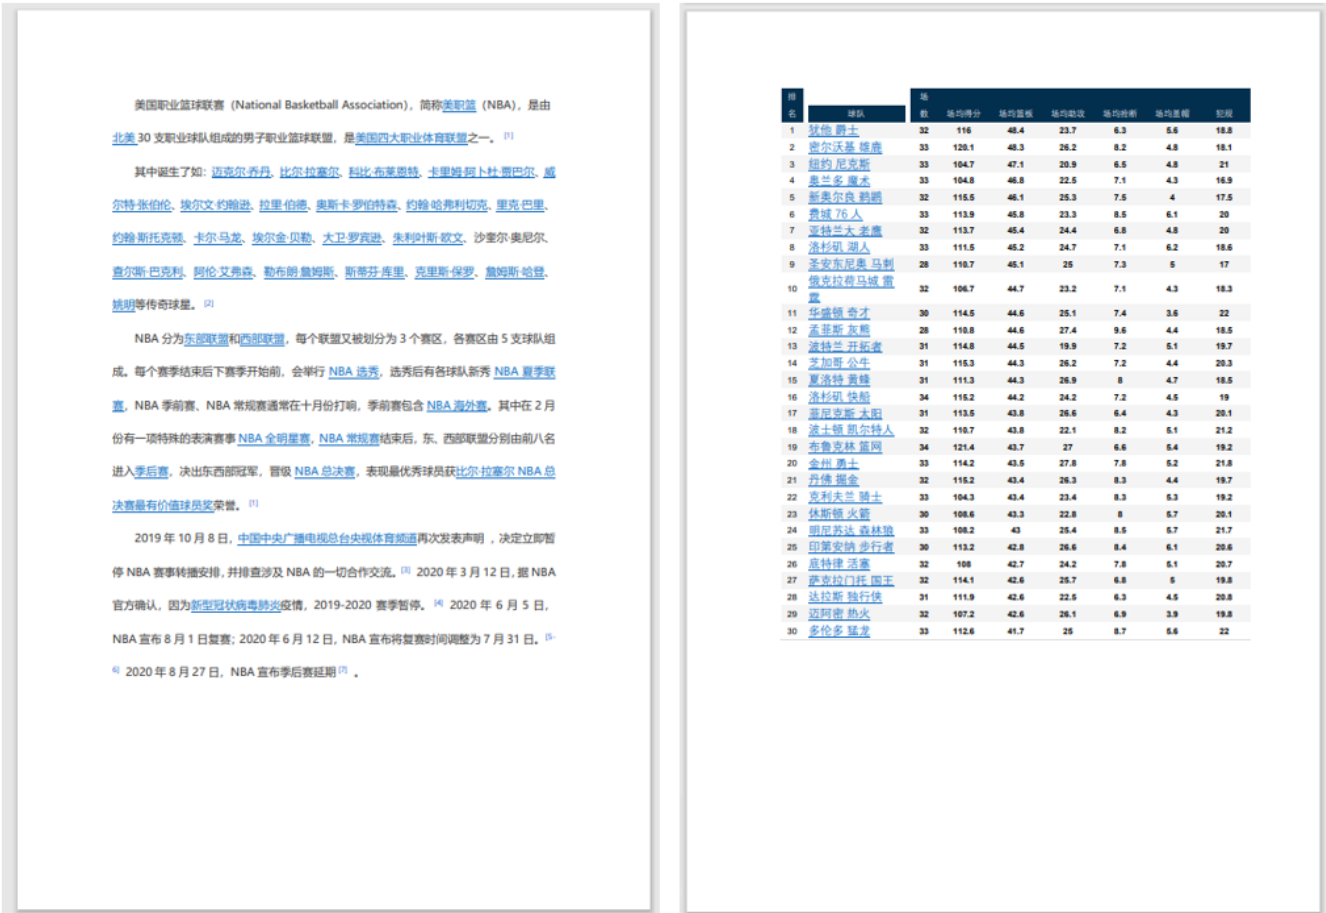 美国职业篮球联赛（National Basketball Association），简称美职篮（NBA），是由
北美 30 支职业球队组成的男子职业篮球联盟，是美国四大职业体育联盟之一。 [1]
其中诞生了如：迈克尔·乔丹、比尔·拉塞尔、科比·布莱恩特、卡里姆·阿卜杜·贾巴尔、威
尔特·张伯伦、埃尔文·约翰逊、拉里·伯德、奥斯卡·罗伯特森、约翰·哈弗利切克、里克·巴里、
约翰·斯托克顿、卡尔·马龙、埃尔金·贝勒、大卫·罗宾逊、朱利叶斯·欧文、沙奎尔·奥尼尔、
查尔斯·巴克利、阿伦·艾弗森、勒布朗·詹姆斯、斯蒂芬·库里、克里斯·保罗、詹姆斯·哈登、
姚明等传奇球星。 [2]
NBA 分为东部联盟和西部联盟，每个联盟又被划分为 3 个赛区，各赛区由 5 支球队组
成。每个赛季结束后下赛季开始前，会举行 NBA 选秀，选秀后有各球队新秀 NBA 夏季联
赛，NBA 季前赛、NBA 常规赛通常在十月份打响，季前赛包含 NBA 海外赛。其中在 2 月
份有一项特殊的表演赛事 NBA 全明星赛，NBA 常规赛结束后，东、西部联盟分别由前八名
进入季后赛，决出东西部冠军，晋级 NBA 总决赛，表现最优秀球员获比尔·拉塞尔 NBA 总
决赛最有价值球员奖荣誉。 [1]
2019 年 10 月 8 日，中国中央广播电视总台央视体育频道再次发表声明 ，决定立即暂
停 NBA 赛事转播安排，并排查涉及 NBA 的一切合作交流。[3] 2020 年 3 月 12 日，据 NBA
官方确认，因为新型冠状病毒肺炎疫情，2019-2020 赛季暂停。 [4] 2020 年 6 月 5 日，
NBA 宣布 8 月 1 日复赛；2020 年 6 月 12 日，NBA 宣布将复赛时间调整为 7 月 31 日。[5-
6] 2020 年 8 月 27 日，NBA 宣布季后赛延期 [7] 。
排名 球队 场数 场均得分 场均篮板 场均助攻 场均抢断 场均盖帽 犯规
1 犹他 爵士 32 116 48.4 23.7 6.3 5.6 18.8
2 密尔沃基 雄鹿 33 120.1 48.3 26.2 8.2 4.8 18.1
3 纽约 尼克斯 33 104.7 47.1 20.9 6.5 4.8 21
4 奥兰多 魔术 33 104.8 46.8 22.5 7.1 4.3 16.9
5 新奥尔良 鹈鹕 32 115.5 46.1 25.3 7.5 4 17.5
6 费城 76 人 33 113.9 45.8 23.3 8.5 6.1 20
7 亚特兰大 老鹰 32 113.7 45.4 24.4 6.8 4.8 20
8 洛杉矶 湖人 33 111.5 45.2 24.7 7.1 6.2 18.6
9 圣安东尼奥 马刺 28 110.7 45.1 25 7.3 5 17
10 俄克拉荷马城 雷霆 32 106.7 44.7 23.2 7.1 4.3 18.3
11 华盛顿 奇才 30 114.5 44.6 25.1 7.4 3.6 22
12 孟菲斯 灰熊 28 110.8 44.6 27.4 9.6 4.4 18.5
13 波特兰 开拓者 31 114.8 44.5 19.9 7.2 5.1 19.7
14 芝加哥 公牛 31 115.3 44.3 26.2 7.2 4.4 20.3
15 夏洛特 黄蜂 31 111.3 44.3 26.9 8 4.7 18.5
16 洛杉矶 快船 34 115.2 44.2 24.2 7.2 4.5 19
17 菲尼克斯 太阳 31 113.5 43.8 26.6 6.4 4.3 20.1
18 波士顿 凯尔特人 32 110.7 43.8 22.1 8.2 5.1 21.2
19 布鲁克林 篮网 34 121.4 43.7 27 6.6 5.4 19.2
20 金州 勇士 33 114.2 43.5 27.8 7.8 5.2 21.8
21 丹佛 掘金 32 115.2 43.4 26.3 8.3 4.4 19.7
22 克利夫兰 骑士 33 104.3 43.4 23.4 8.3 5.3 19.2
23 休斯顿 火箭 30 108.6 43.3 22.8 8 5.7 20.1
24 明尼苏达 森林狼 33 108.2 43 25.4 8.5 5.7 21.7
25 印第安纳 步行者 30 113.2 42.8 26.6 8.4 6.1 20.6
26 底特律 活塞 32 108 42.7 24.2 7.8 5.1 20.7
27 萨克拉门托 国王 32 114.1 42.6 25.7 6.8 5 19.8
28 达拉斯 独行侠 31 111.9 42.6 22.5 6.3 4.5 20.8
29 迈阿密 热火 32 107.2 42.6 26.1 6.9 3.9 19.8
30 多伦多 猛龙 33 112.6 41.7 25 8.7 5.6 22